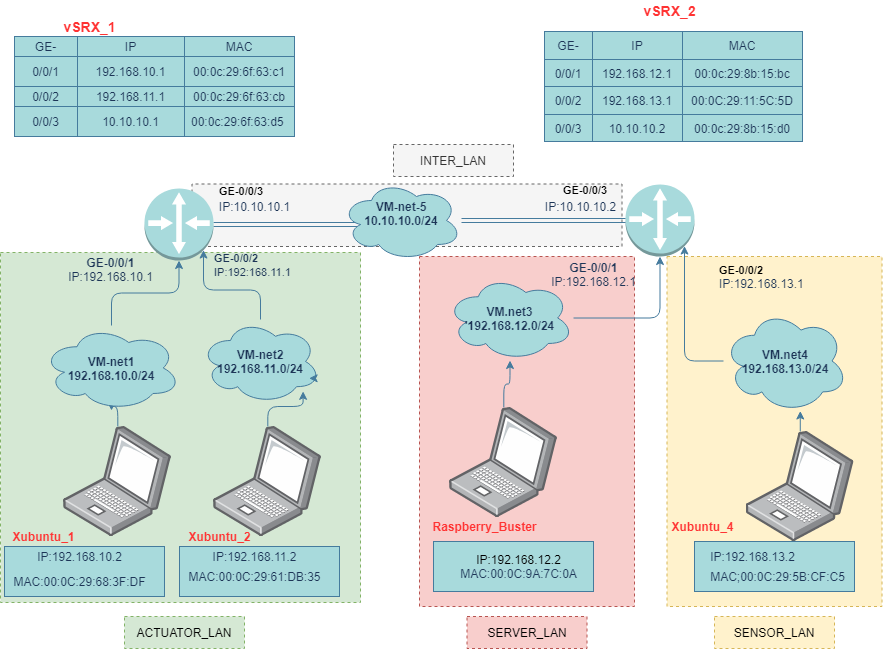 vSRX_1
GE- IP MAC
0/0/1 192.168.10.1 00:0c:29:6f:63:c1
0/0/2 192.168.11.1 00:0c:29:6f:63:cb
0/0/3 10.10.10.1 00:0c:29:6f:63:d5
vSRX_2
GE- IP MAC
0/0/1 192.168.12.1 00:0c:29:8b:15:bc
0/0/2 192.168.13.1 00:0C:29:11:5C:5D
0/0/3 10.10.10.2 00:0c:29:8b:15:d0
INTER_LAN
GE-0/0/3
IP:10.10.10.1
VM-net-5
10.10.10.0/24
GE-0/0/3
IP:10.10.10.2
GE-0/0/1
IP:192.168.10.1
GE-0/0/2
IP:192:168.11.1
GE-0/0/1
IP:192.168.12.1
GE-0/0/2
IP:192.168.13.1
VM-net1
192.168.10.0/24
VM-net2
192.168.11.0/24
VM.net3
192.168.12.0/24
VM.net4
192.168.13.0/24
Xubuntu_1
IP:192.168.10.2
MAC:00:0C:29:68:3F:DF
Xubuntu_2
IP:192.168.11.2
MAC:00:0C:29:61:DB:35
Raspberry_Buster
IP:192.168.12.2
MAC:00:0C:9A:7C:0A
Xubuntu_4
IP:192.168.13.2
MAC;00:0C:29:5B:CF:C5
ACTUATOR_LAN
SERVER_LAN
SENSOR_LAN